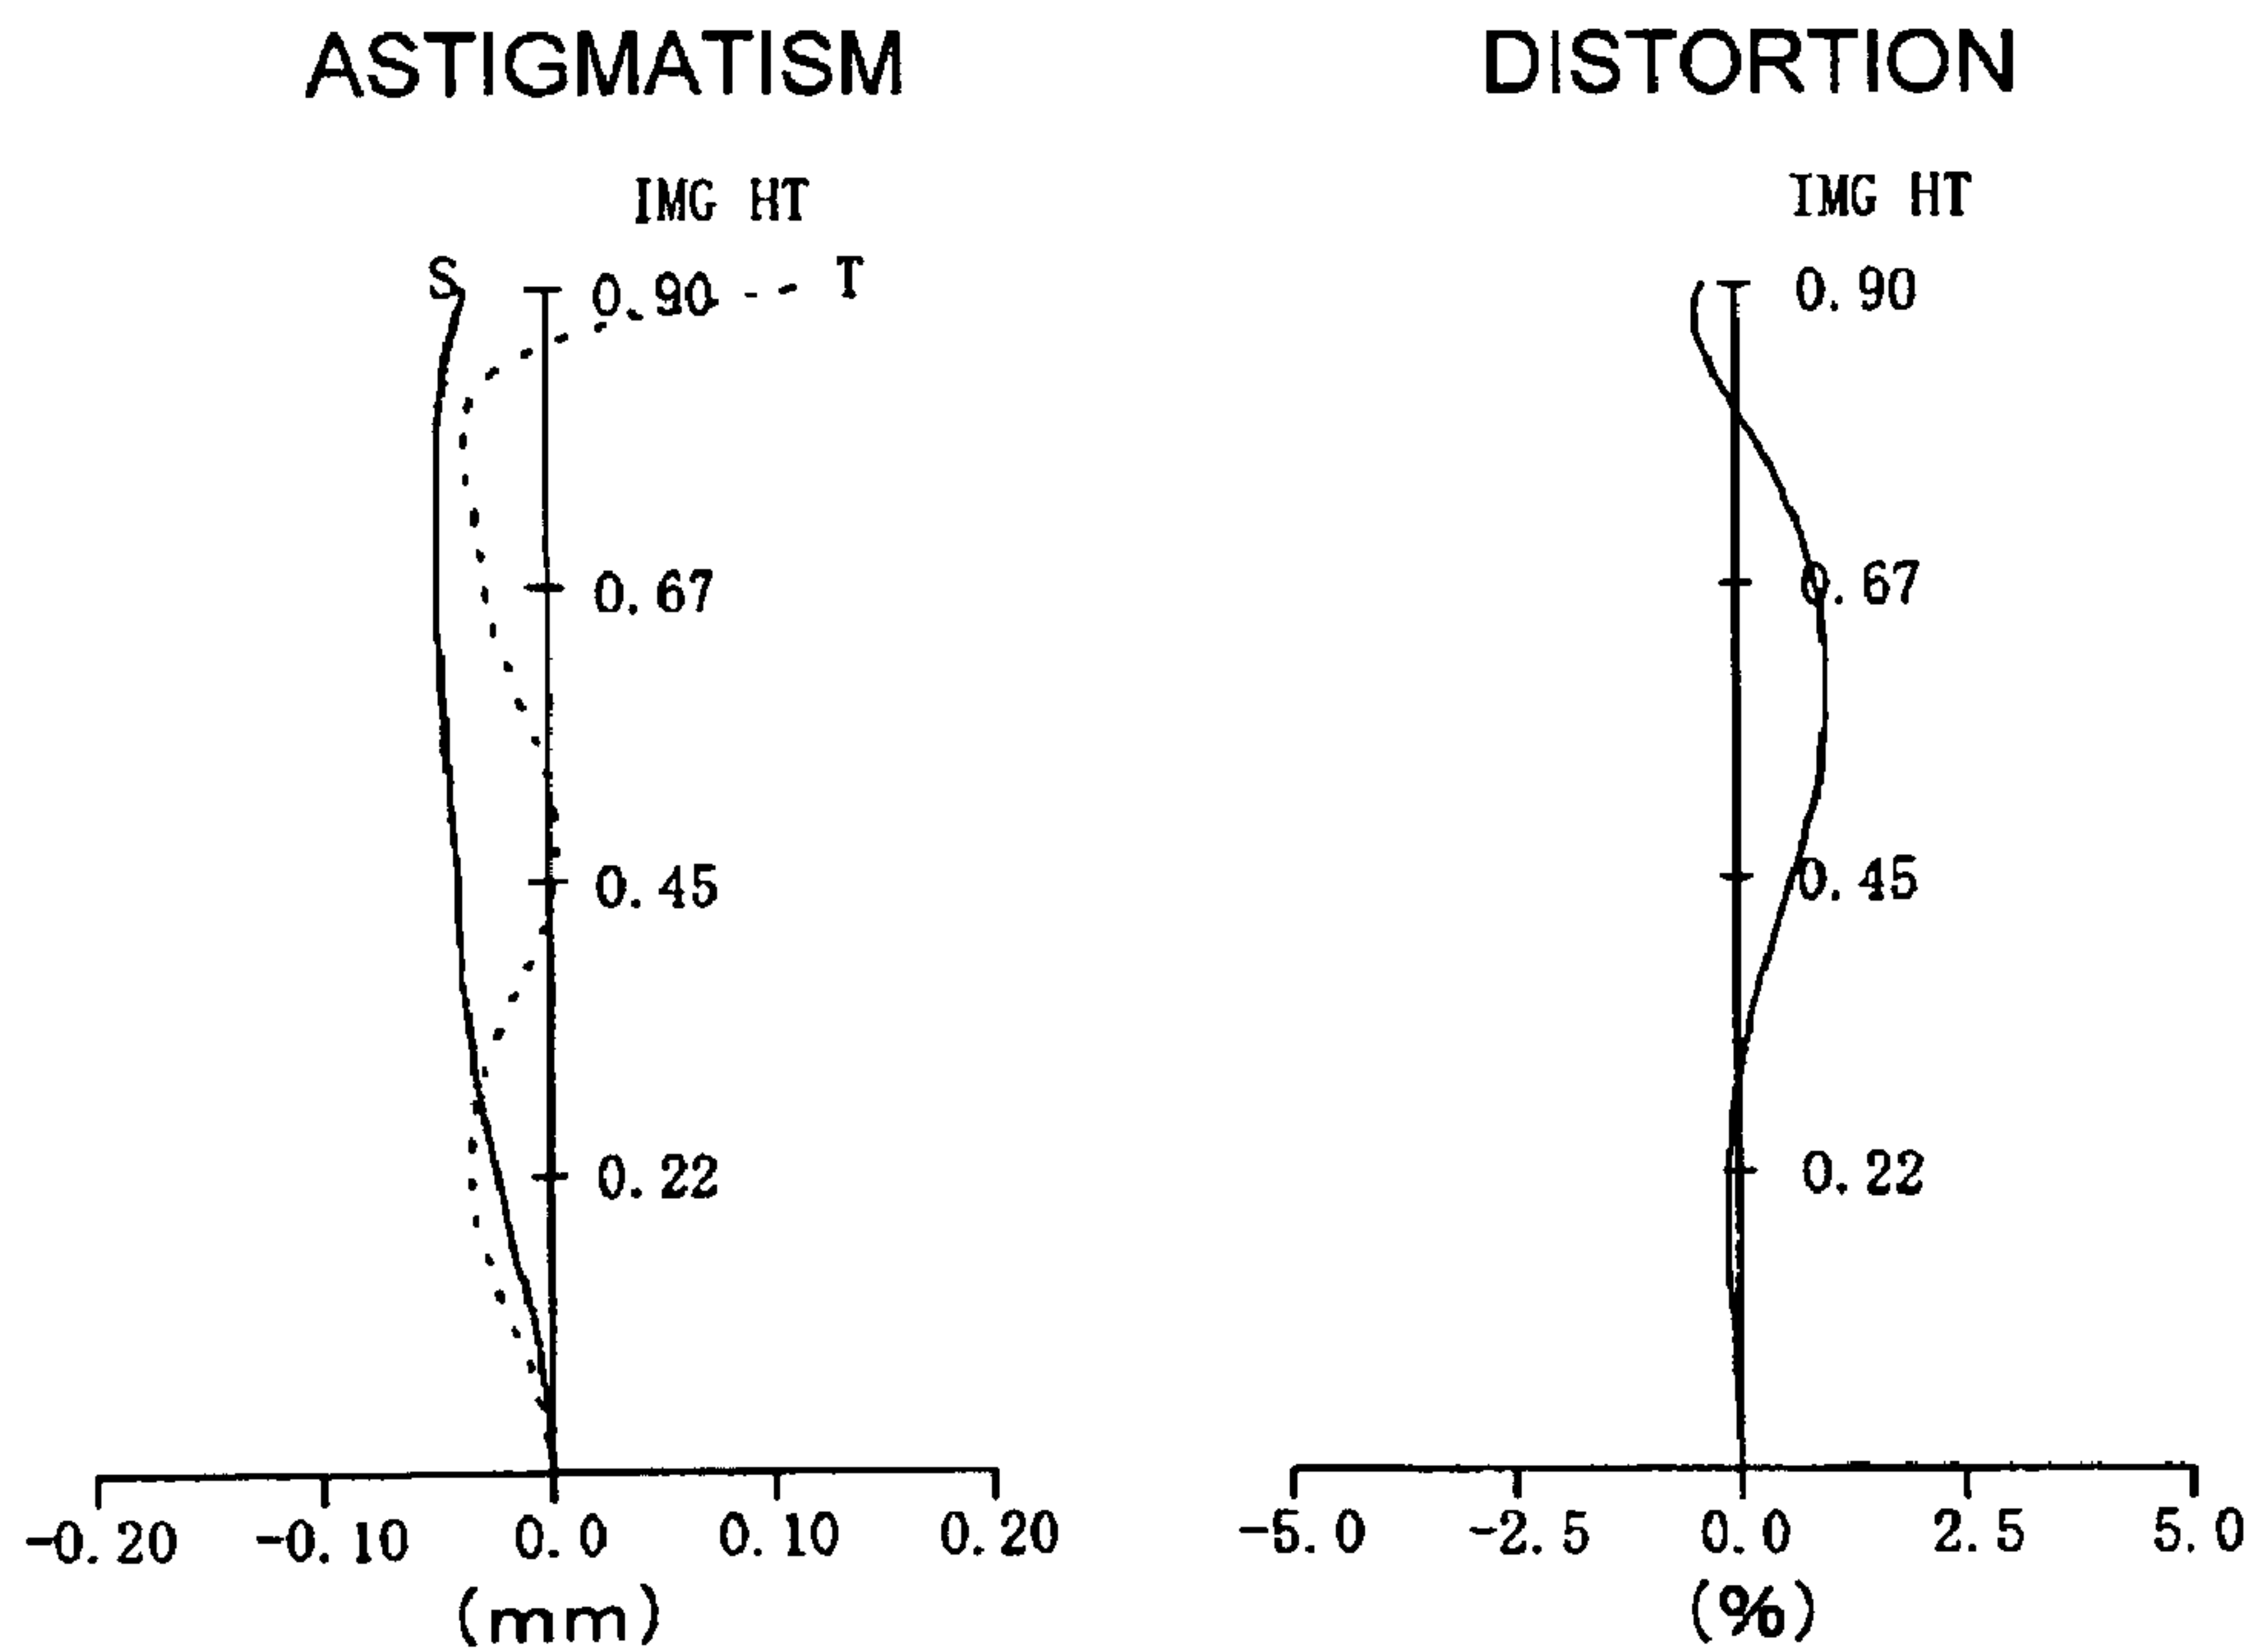 ASTIGMATISM
IMG HT
S 0.90 T
0.67
0.45
0.22
-0.20 -0.10 0.0 0.10 0.20
(mm)
DISTORTION
IMG HT
0.90
0.67
0.45
0.22
-5.0 -2.5 0.0 2.5 5.0
(%)